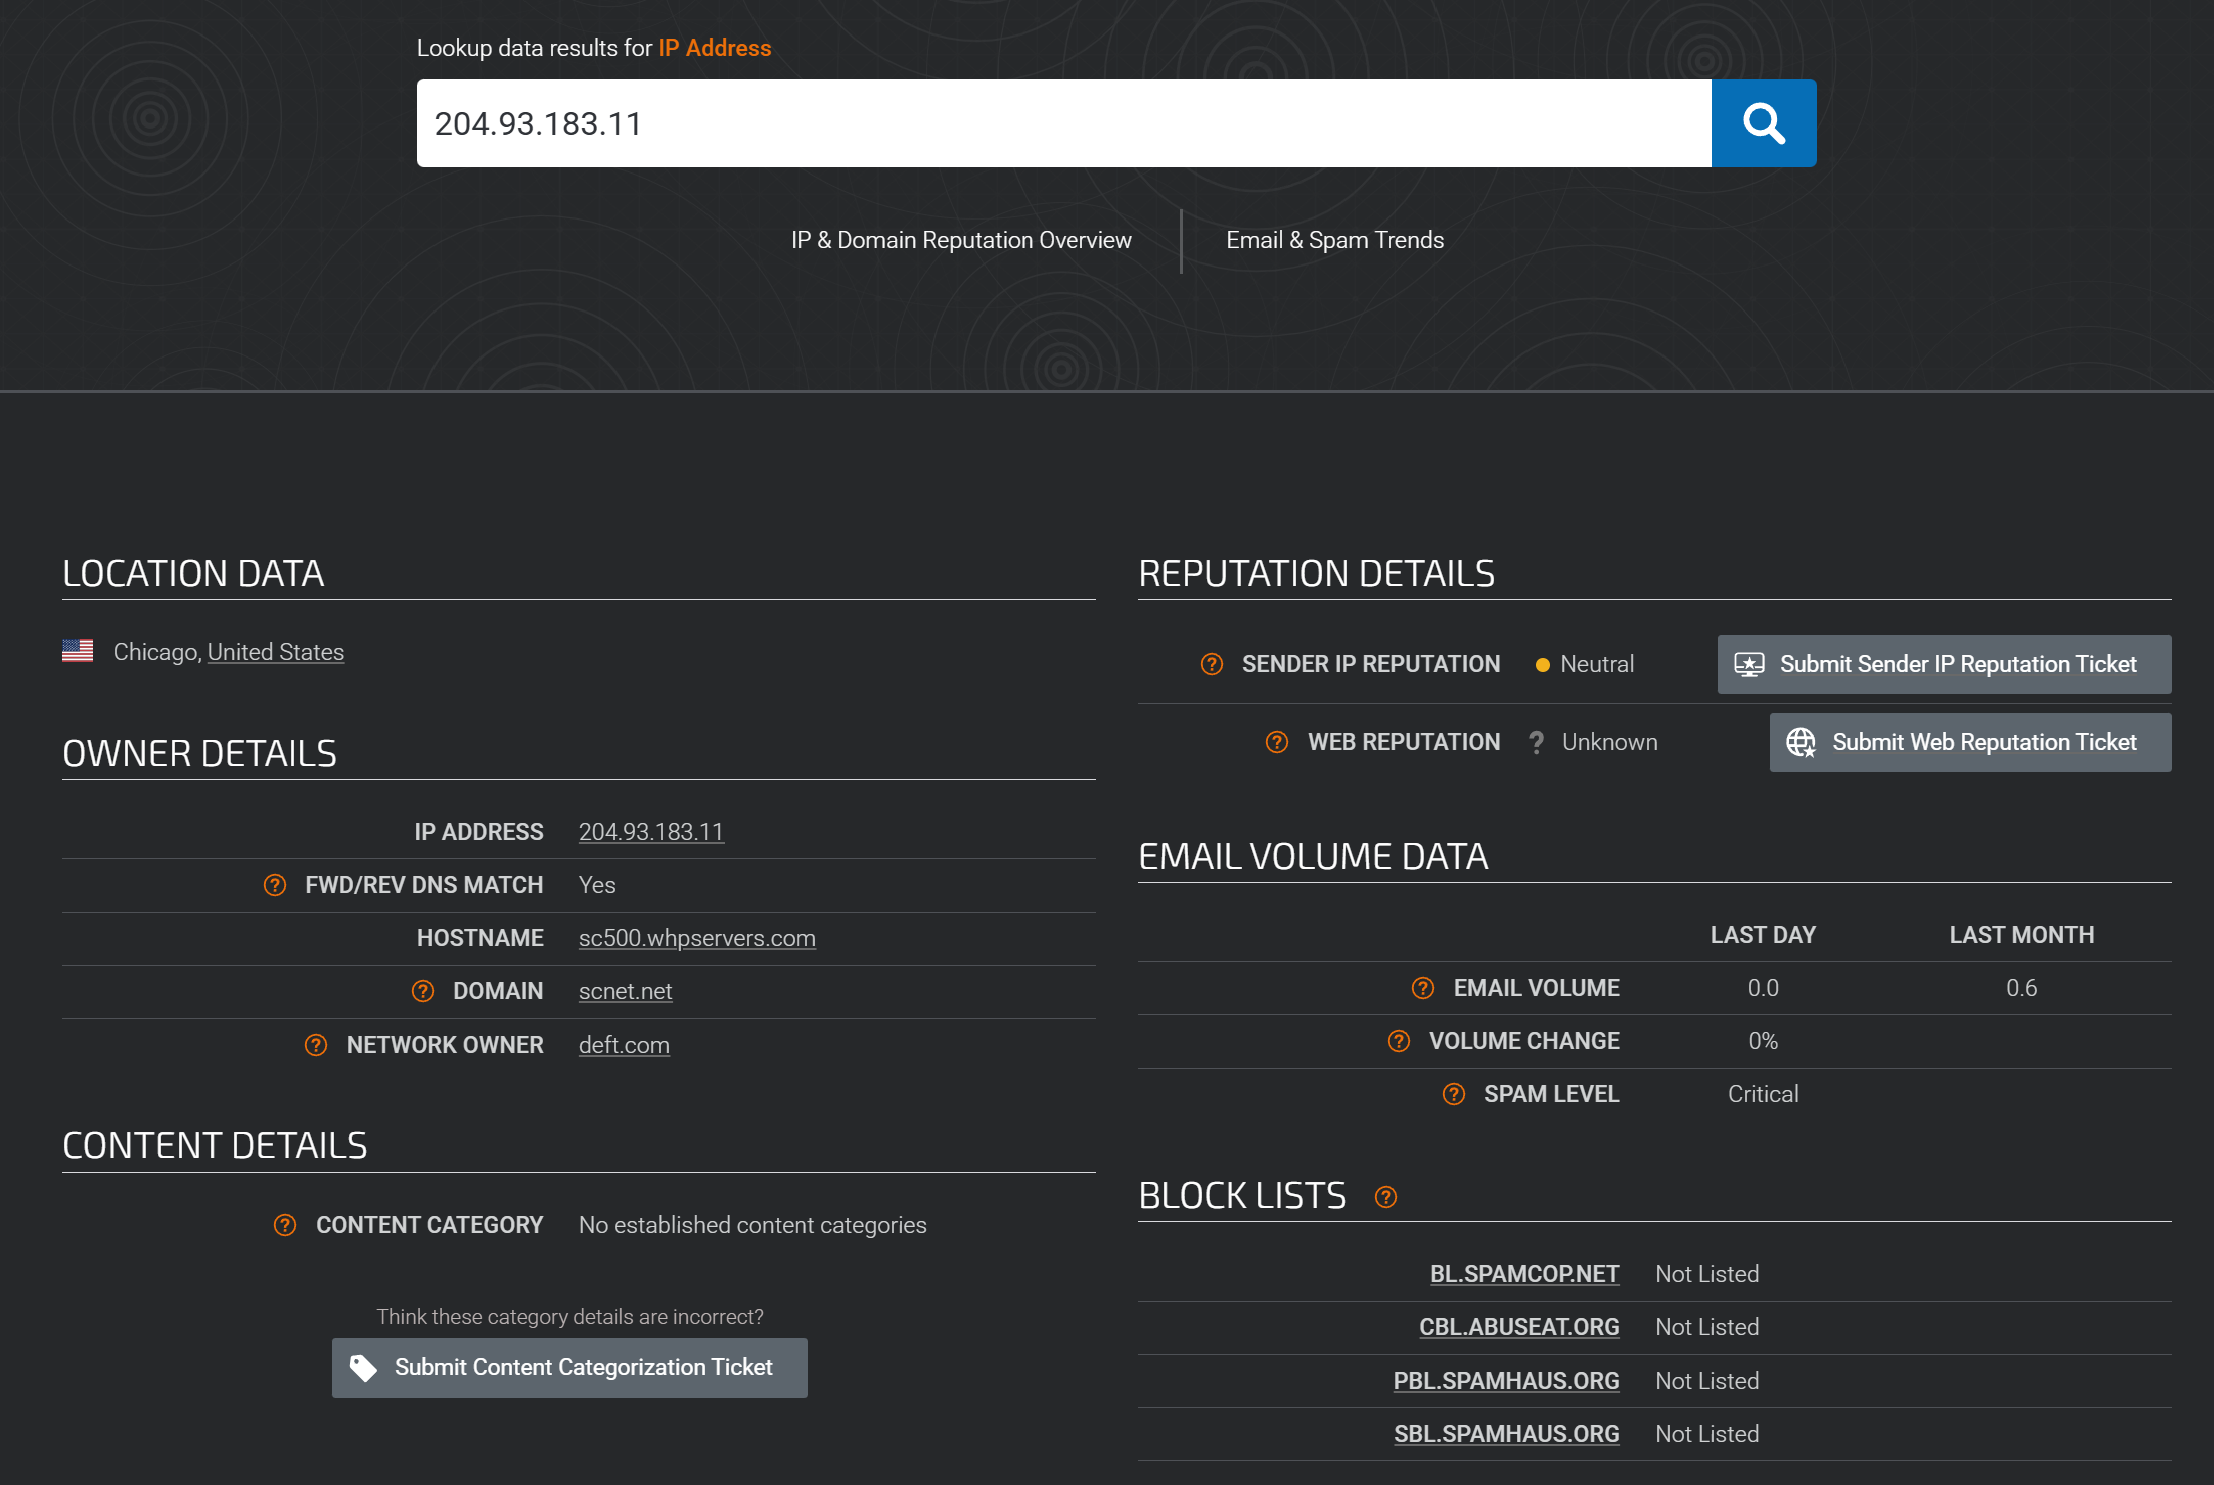 Lookup data results for IP Address
204.93.183.11
IP & Domain Reputation Overview
Email & Spam Trends
LOCATION DATA
Chicago, United States
OWNER DETAILS
IP ADDRESS 204.93.183.11
? FWD/REV DNS MATCH Yes
HOSTNAME sc500.whpservers.com
? DOMAIN scnet.net
? NETWORK OWNER deft.com
CONTENT DETAILS
? CONTENT CATEGORY No established content categories
Think these category details are incorrect?
Submit Content Categorization Ticket
REPUTATION DETAILS
? SENDER IP REPUTATION Neutral Submit Sender IP Reputation Ticket
? WEB REPUTATION ? Unknown Submit Web Reputation Ticket
EMAIL VOLUME DATA
LAST DAY LAST MONTH
? EMAIL VOLUME 0.0 0.6
? VOLUME CHANGE 0%
? SPAM LEVEL Critical
BLOCK LISTS ?
BL.SPAMCOP.NET Not Listed
CBL.ABUSEAT.ORG Not Listed
PBL.SPAMHAUS.ORG Not Listed
SBL.SPAMHAUS.ORG Not Listed